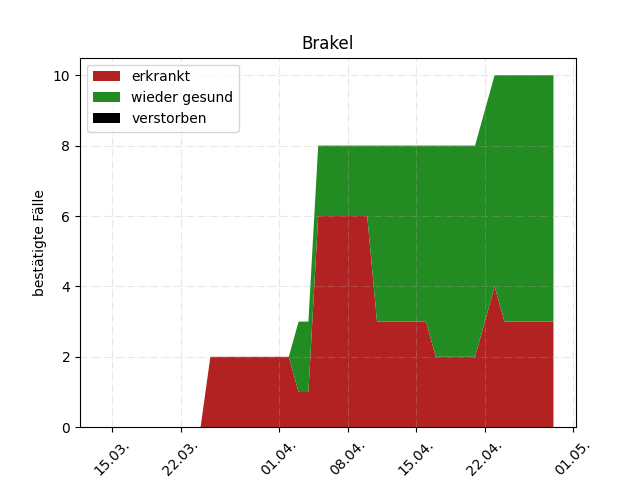 Brakel
erkrankt
wieder gesund
verstorben
bestätigte Fälle
10
8
6
4
2
0
15.03.
22.03.
01.04.
08.04.
15.04.
22.04.
01.05.